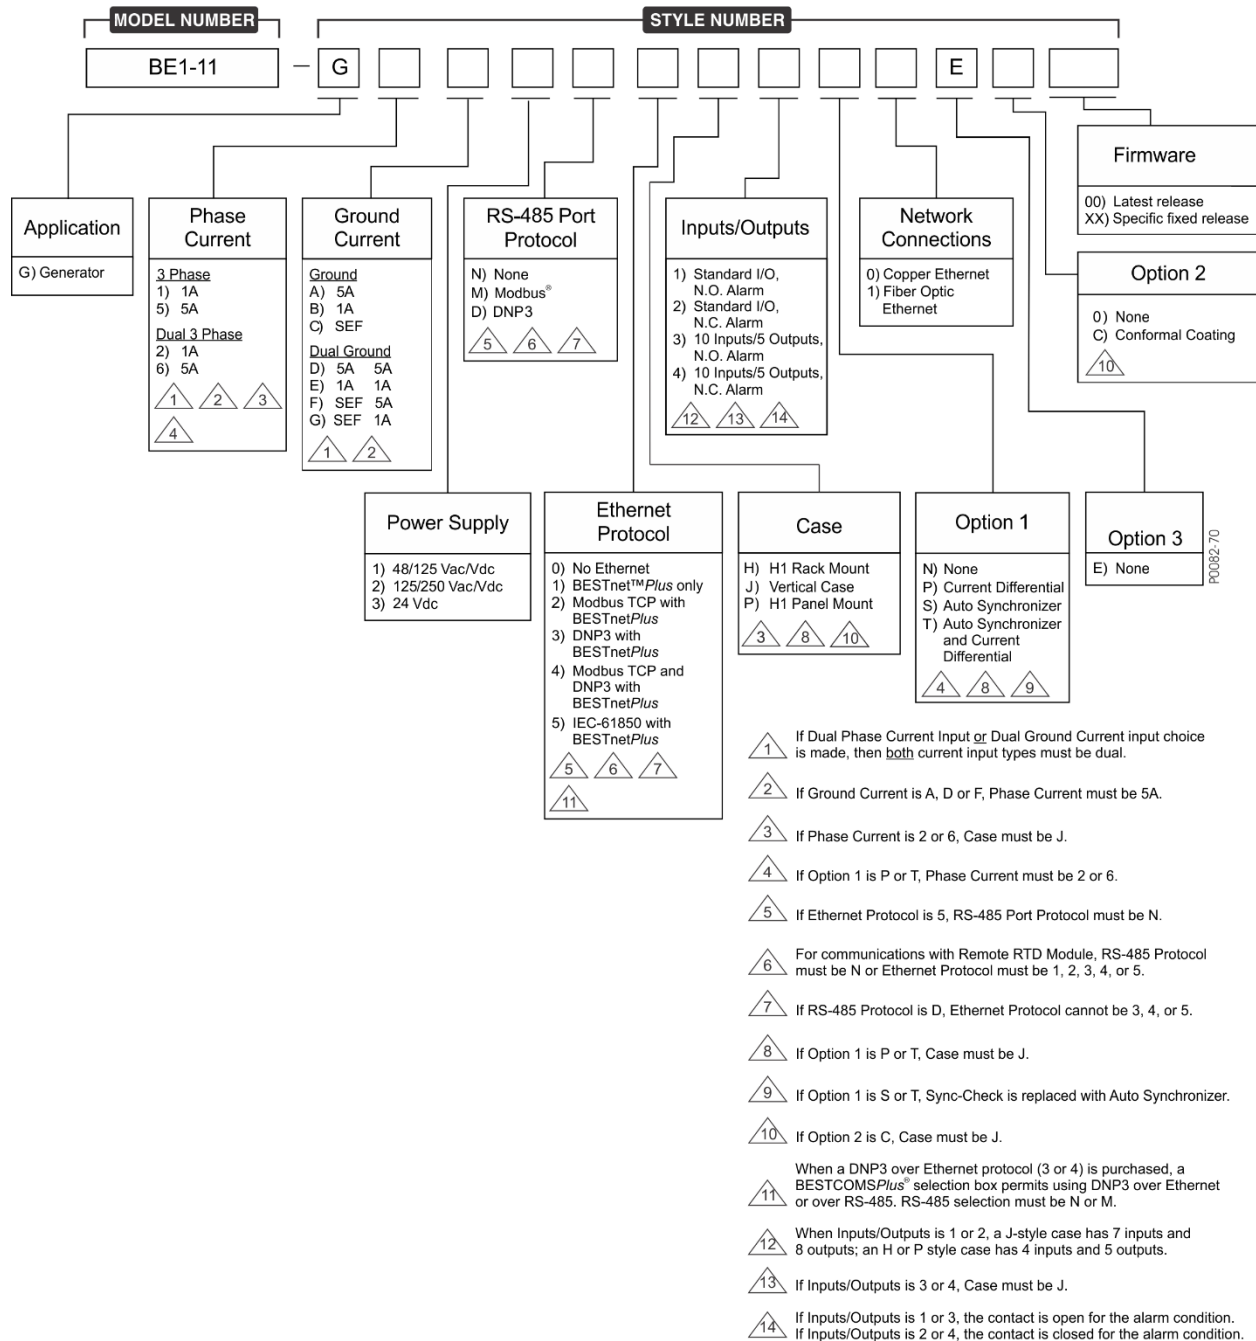 MODEL NUMBER
STYLE NUMBER
BE1-11 – G E
Application
G) Generator
Phase
Current
3 Phase
1) 1A
5) 5A
Dual 3 Phase
2) 1A
6) 5A
1 2 3
4
Ground
Current
Ground
A) 5A
B) 1A
C) SEF
Dual Ground
D) 5A 5A
E) 1A 1A
F) SEF 5A
G) SEF 1A
1 2
RS-485 Port
Protocol
N) None
M) Modbus®
D) DNP3
5 6 7
Inputs/Outputs
1) Standard I/O,
N.O. Alarm
2) Standard I/O,
N.C. Alarm
3) 10 Inputs/5 Outputs,
N.O. Alarm
4) 10 Inputs/5 Outputs,
N.C. Alarm
12 13 14
Network
Connections
0) Copper Ethernet
1) Fiber Optic
Ethernet
Firmware
00) Latest release
XX) Specific fixed release
Option 2
0) None
C) Conformal Coating
10
Power Supply
1) 48/125 Vac/Vdc
2) 125/250 Vac/Vdc
3) 24 Vdc
Ethernet
Protocol
0) No Ethernet
1) BESTnet™Plus only
2) Modbus TCP with
BESTnetPlus
3) DNP3 with
BESTnetPlus
4) Modbus TCP and
DNP3 with
BESTnetPlus
5) IEC-61850 with
BESTnetPlus
5 6 7
11
Case
H) H1 Rack Mount
J) Vertical Case
P) H1 Panel Mount
3 8 10
Option 1
N) None
P) Current Differential
S) Auto Synchronizer
T) Auto Synchronizer
and Current
Differential
4 8 9
Option 3
E) None
P0082-70
1 If Dual Phase Current Input or Dual Ground Current input choice
is made, then both current input types must be dual.
2 If Ground Current is A, D or F, Phase Current must be 5A.
3 If Phase Current is 2 or 6, Case must be J.
4 If Option 1 is P or T, Phase Current must be 2 or 6.
5 If Ethernet Protocol is 5, RS-485 Port Protocol must be N.
6 For communications with Remote RTD Module, RS-485 Protocol
must be N or Ethernet Protocol must be 1, 2, 3, 4, or 5.
7 If RS-485 Protocol is D, Ethernet Protocol cannot be 3, 4, or 5.
8 If Option 1 is P or T, Case must be J.
9 If Option 1 is S or T, Sync-Check is replaced with Auto Synchronizer.
10 If Option 2 is C, Case must be J.
11 When a DNP3 over Ethernet protocol (3 or 4) is purchased, a
BESTCOMSPlus® selection box permits using DNP3 over Ethernet
or over RS-485. RS-485 selection must be N or M.
12 When Inputs/Outputs is 1 or 2, a J-style case has 7 inputs and
8 outputs; an H or P style case has 4 inputs and 5 outputs.
13 If Inputs/Outputs is 3 or 4, Case must be J.
14 If Inputs/Outputs is 1 or 3, the contact is open for the alarm condition.
If Inputs/Outputs is 2 or 4, the contact is closed for the alarm condition.